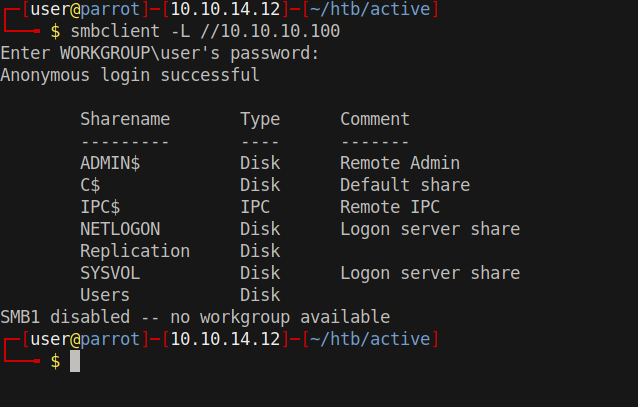 [user@parrot]─[10.10.14.12]─[~/htb/active]
$ smbclient -L //10.10.10.100
Enter WORKGROUP\user's password:
Anonymous login successful
Sharename Type Comment
--------- ---- -------
ADMIN$ Disk Remote Admin
C$ Disk Default share
IPC$ IPC Remote IPC
NETLOGON Disk Logon server share
Replication Disk
SYSVOL Disk Logon server share
Users Disk
SMB1 disabled -- no workgroup available
[user@parrot]─[10.10.14.12]─[~/htb/active]
$